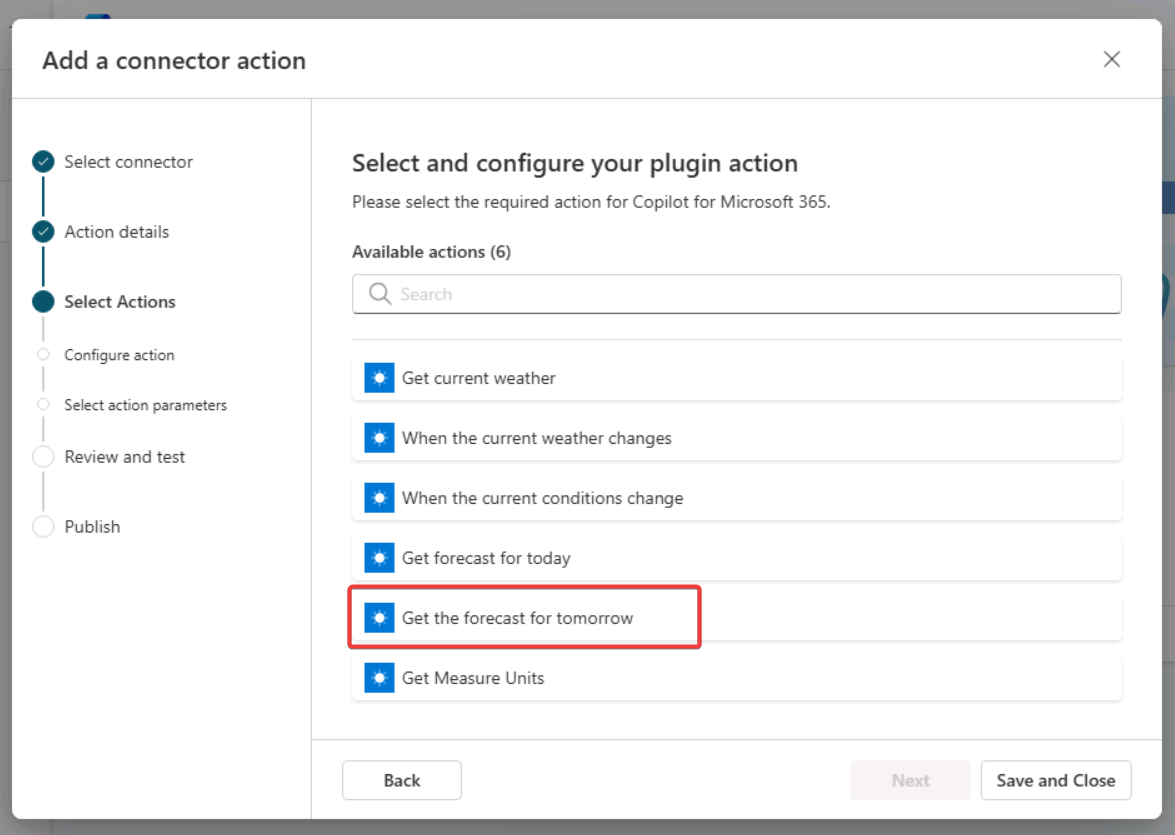 Add a connector action
Select connector
Action details
Select Actions
Configure action
Select action parameters
Review and test
Publish
Select and configure your plugin action
Please select the required action for Copilot for Microsoft 365.
Available actions (6)
Search
Get current weather
When the current weather changes
When the current conditions change
Get forecast for today
Get the forecast for tomorrow
Get Measure Units
Back
Next
Save and Close